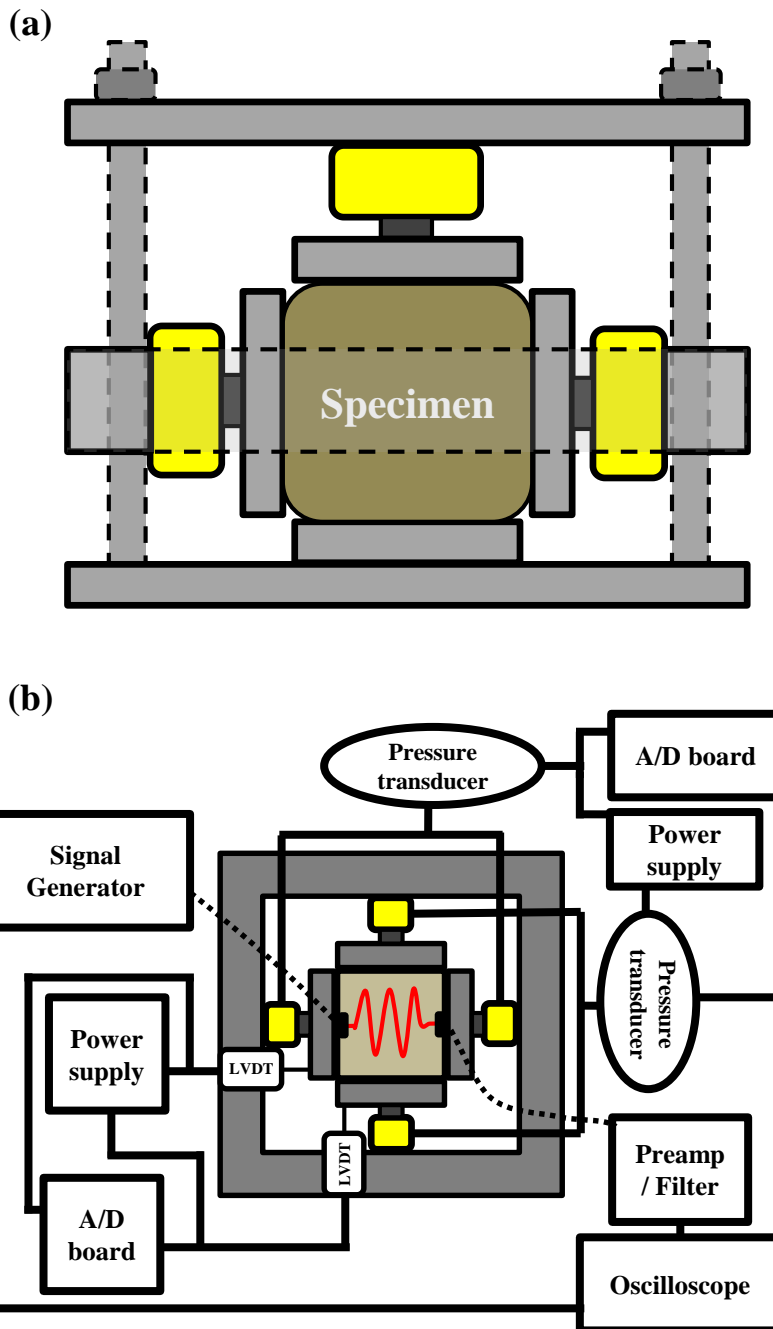 (a)
Specimen
(b)
Pressure
transducer
A/D board
Power
supply
Signal
Generator
Pressure
transducer
Power
supply
LVDT
LVDT
A/D
board
Preamp
/ Filter
Oscilloscope